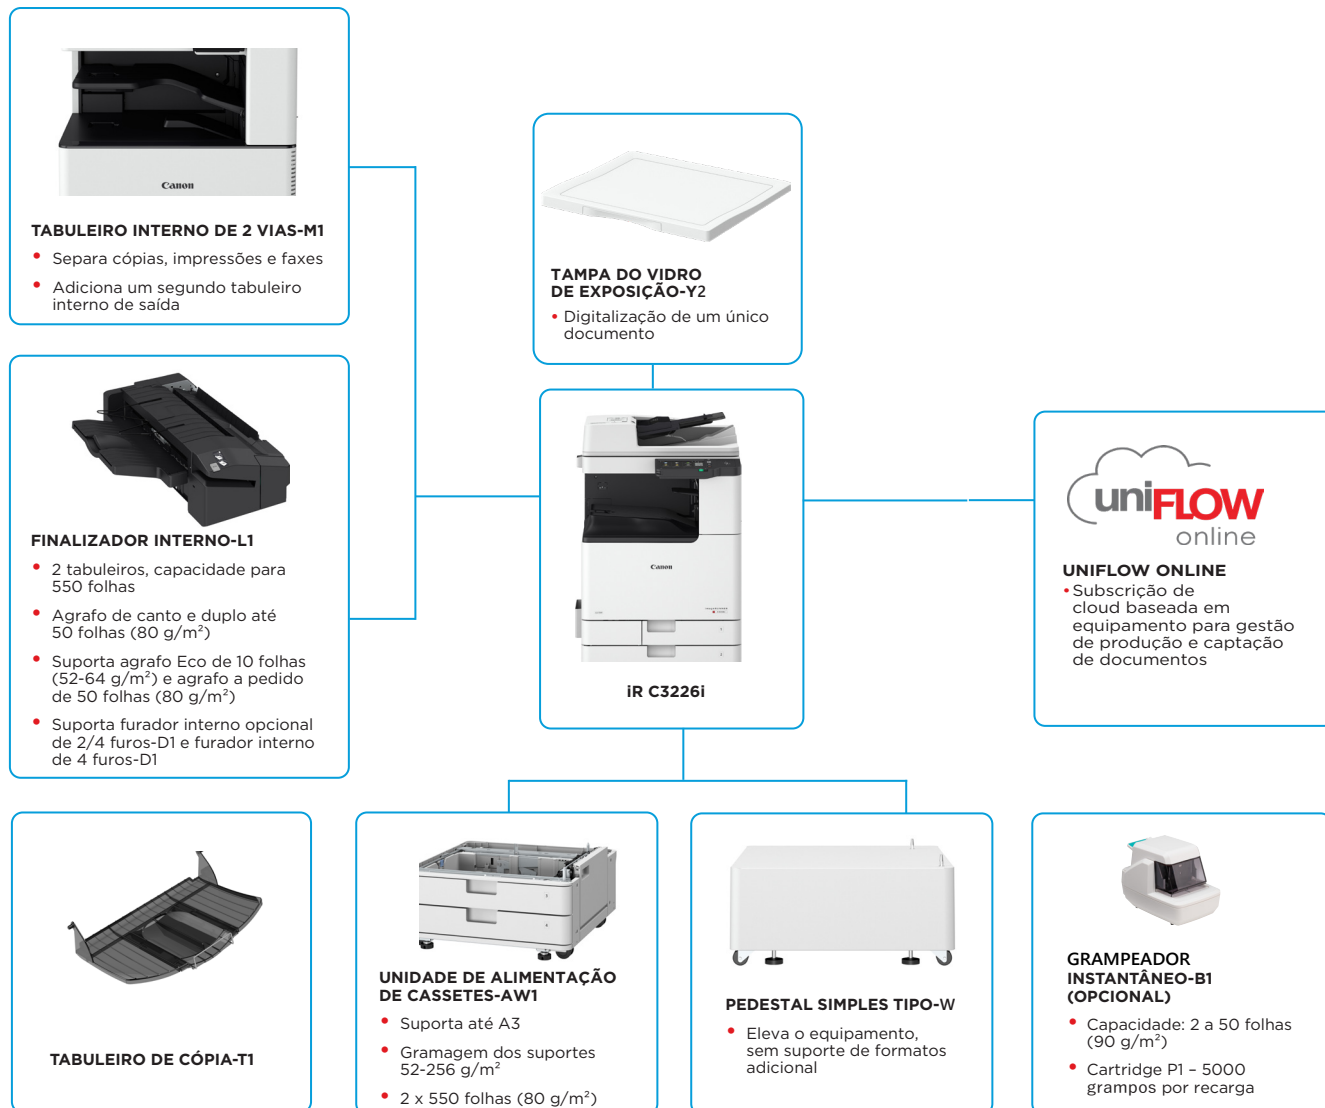 Canon
TABULEIRO INTERNO DE 2 VIAS-M1
• Separa cópias, impressões e faxes
• Adiciona um segundo tabuleiro
interno de saída
TAMPA DO VIDRO
DE EXPOSIÇÃO-Y2
• Digitalização de um único
documento
FINALIZADOR INTERNO-L1
• 2 tabuleiros, capacidade para
550 folhas
• Agrafo de canto e duplo até
50 folhas (80 g/m²)
• Suporta agrafo Eco de 10 folhas
(52-64 g/m²) e agrafo a pedido
de 50 folhas (80 g/m²)
• Suporta furador interno opcional
de 2/4 furos-D1 e furador interno
de 4 furos-D1
Canon
iR C3226i
uniFLOW
online
UNIFLOW ONLINE
• Subscrição de
cloud baseada em
equipamento para gestão
de produção e captação
de documentos
TABULEIRO DE CÓPIA-T1
UNIDADE DE ALIMENTAÇÃO
DE CASSETES-AW1
• Suporta até A3
• Gramagem dos suportes
52-256 g/m²
• 2 x 550 folhas (80 g/m²)
PEDESTAL SIMPLES TIPO-W
• Eleva o equipamento,
sem suporte de formatos
adicional
GRAMPEADOR
INSTANTÂNEO-B1
(OPCIONAL)
• Capacidade: 2 a 50 folhas
(90 g/m²)
• Cartridge P1 – 5000
grampos por recarga